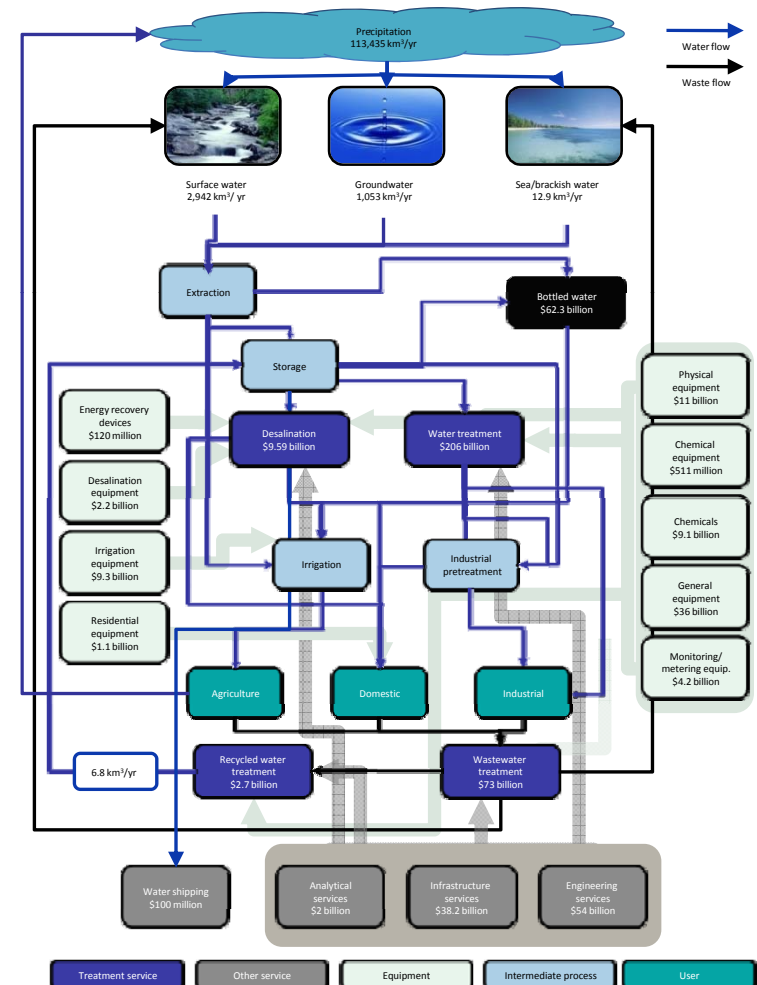 Precipitation
113,435 km³/yr
Water flow
Waste flow
Surface water
2,942 km³/ yr
Groundwater
1,053 km³/yr
Sea/brackish water
12.9 km³/yr
Extraction
Bottled water
$62.3 billion
Storage
Physical
equipment
$11 billion
Energy recovery
devices
$120 million
Desalination
$9.59 billion
Water treatment
$206 billion
Chemical
equipment
$511 million
Desalination
equipment
$2.2 billion
Chemicals
$9.1 billion
Irrigation
equipment
$9.3 billion
Irrigation
Industrial
pretreatment
General
equipment
$36 billion
Residential
equipment
$1.1 billion
Monitoring/
metering equip.
$4.2 billion
Agriculture
Domestic
Industrial
6.8 km³/yr
Recycled water
treatment
$2.7 billion
Wastewater
treatment
$73 billion
Water shipping
$100 million
Analytical
services
$2 billion
Infrastructure
services
$38.2 billion
Engineering
services
$54 billion
Treatment service
Other service
Equipment
Intermediate process
User